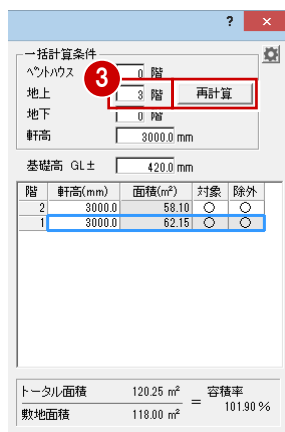 ? ×
一括計算条件
ペントハウス 0 階
3
地上 3 階 再計算
地下 0 階
軒高 3000.0 mm
基礎高 GL± 420.0 mm
階 軒高(mm) 面積(m²) 対象 除外
2 3000.0 58.10 ○ ○
1 3000.0 62.15 ○ ○
トータル面積 120.25 m² = 容積率
敷地面積 118.00 m² 101.90 %